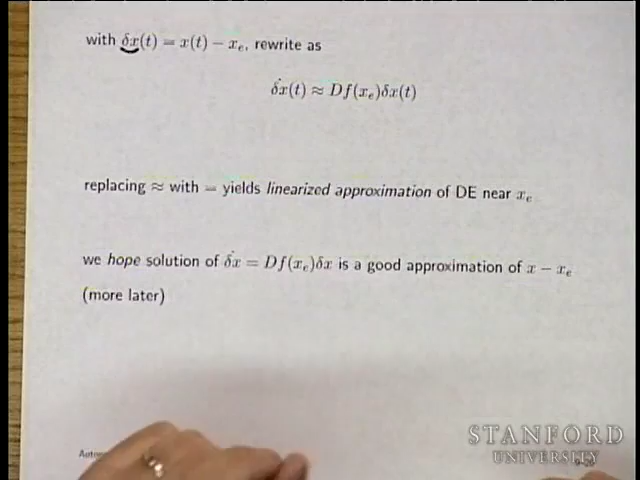 with δx(t) = x(t) − xₑ, rewrite as
δẋ(t) ≈ Df(xₑ)δx(t)
replacing ≈ with = yields linearized approximation of DE near xₑ
we hope solution of δẋ = Df(xₑ)δx is a good approximation of x − xₑ
(more later)
STANFORD
UNIVERSITY